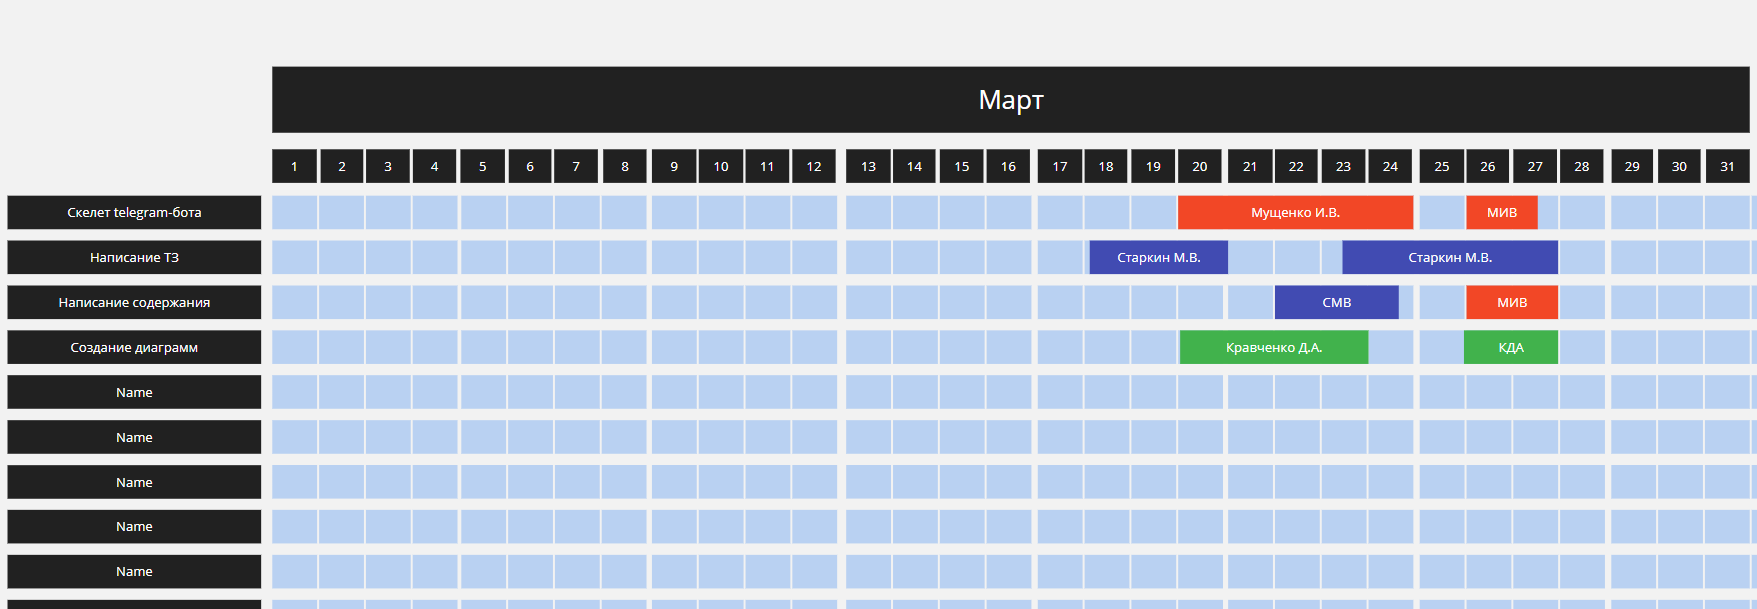 Март
1 2 3 4 5 6 7 8 9 10 11 12 13 14 15 16 17 18 19 20 21 22 23 24 25 26 27 28 29 30 31
Скелет telegram-бота Мущенко И.В. МИВ
Написание ТЗ Старкин М.В. Старкин М.В.
Написание содержания СМВ МИВ
Создание диаграмм Кравченко Д.А. КДА
Name
Name
Name
Name
Name